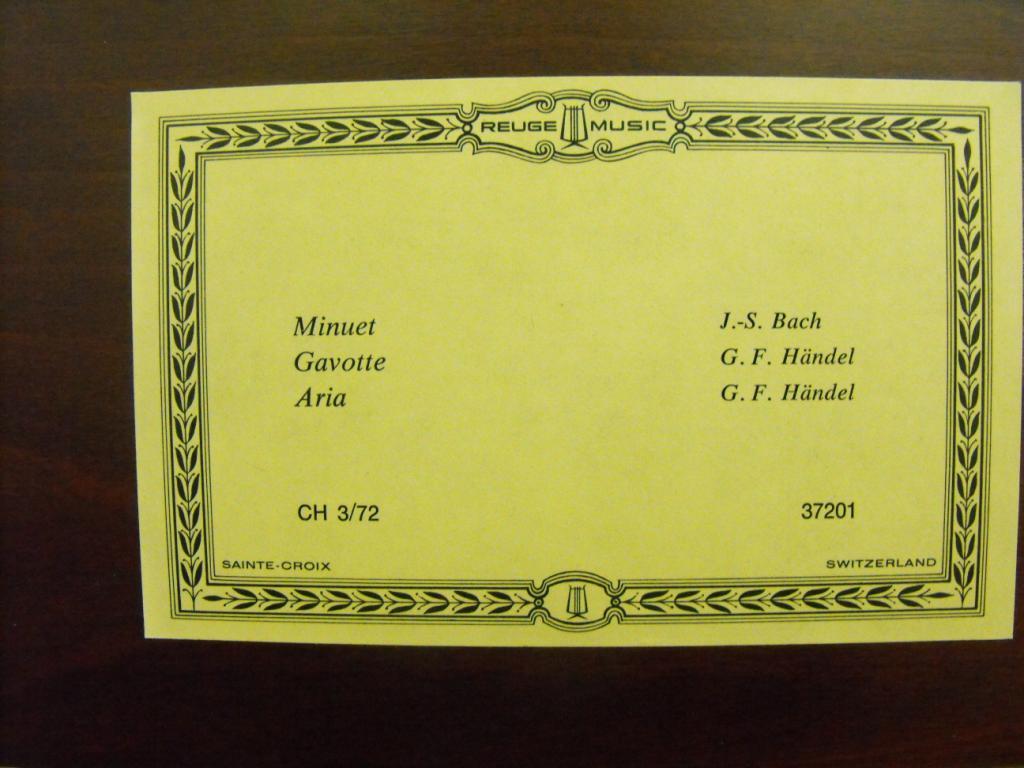 REUGE MUSIC
Minuet J.-S. Bach
Gavotte G. F. Händel
Aria G. F. Händel
CH 3/72 37201
SAINTE-CROIX SWITZERLAND